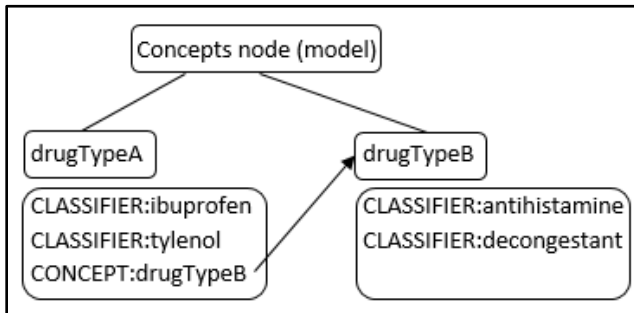 Concepts node (model)
drugTypeA
drugTypeB
CLASSIFIER:ibuprofen
CLASSIFIER:tylenol
CONCEPT:drugTypeB
CLASSIFIER:antihistamine
CLASSIFIER:decongestant